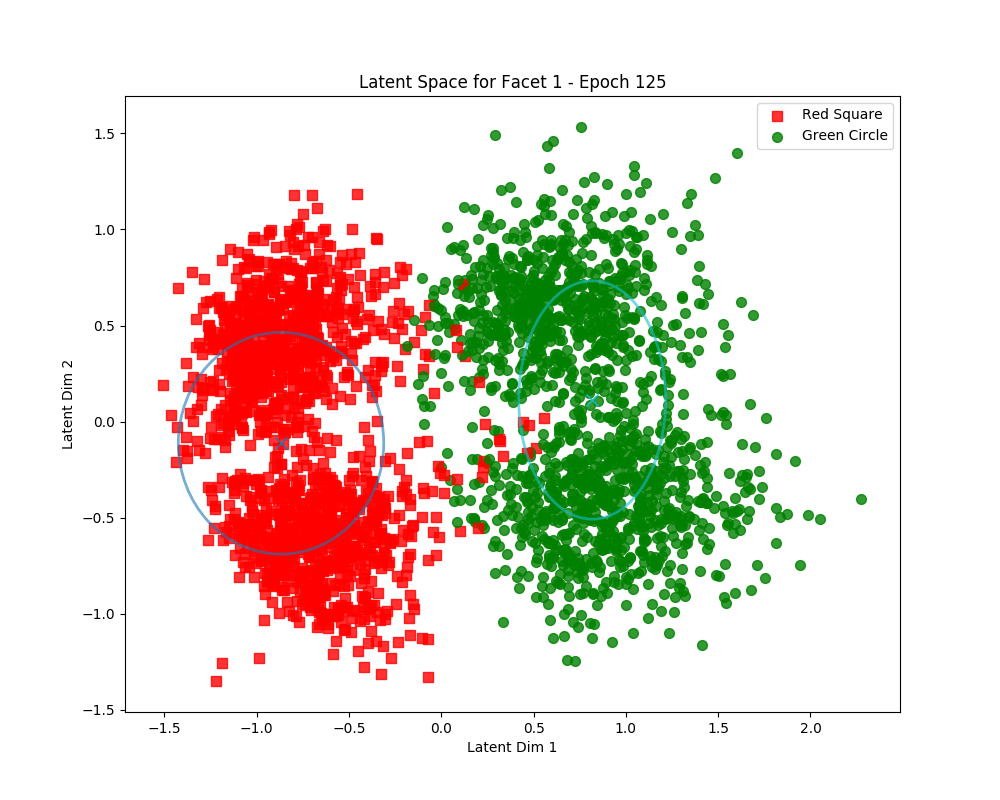 Latent Space for Facet 1 - Epoch 125
Red Square
Green Circle
1.5
1.0
0.5
0.0
−0.5
−1.0
−1.5
Latent Dim 2
−1.5 −1.0 −0.5 0.0 0.5 1.0 1.5 2.0
Latent Dim 1